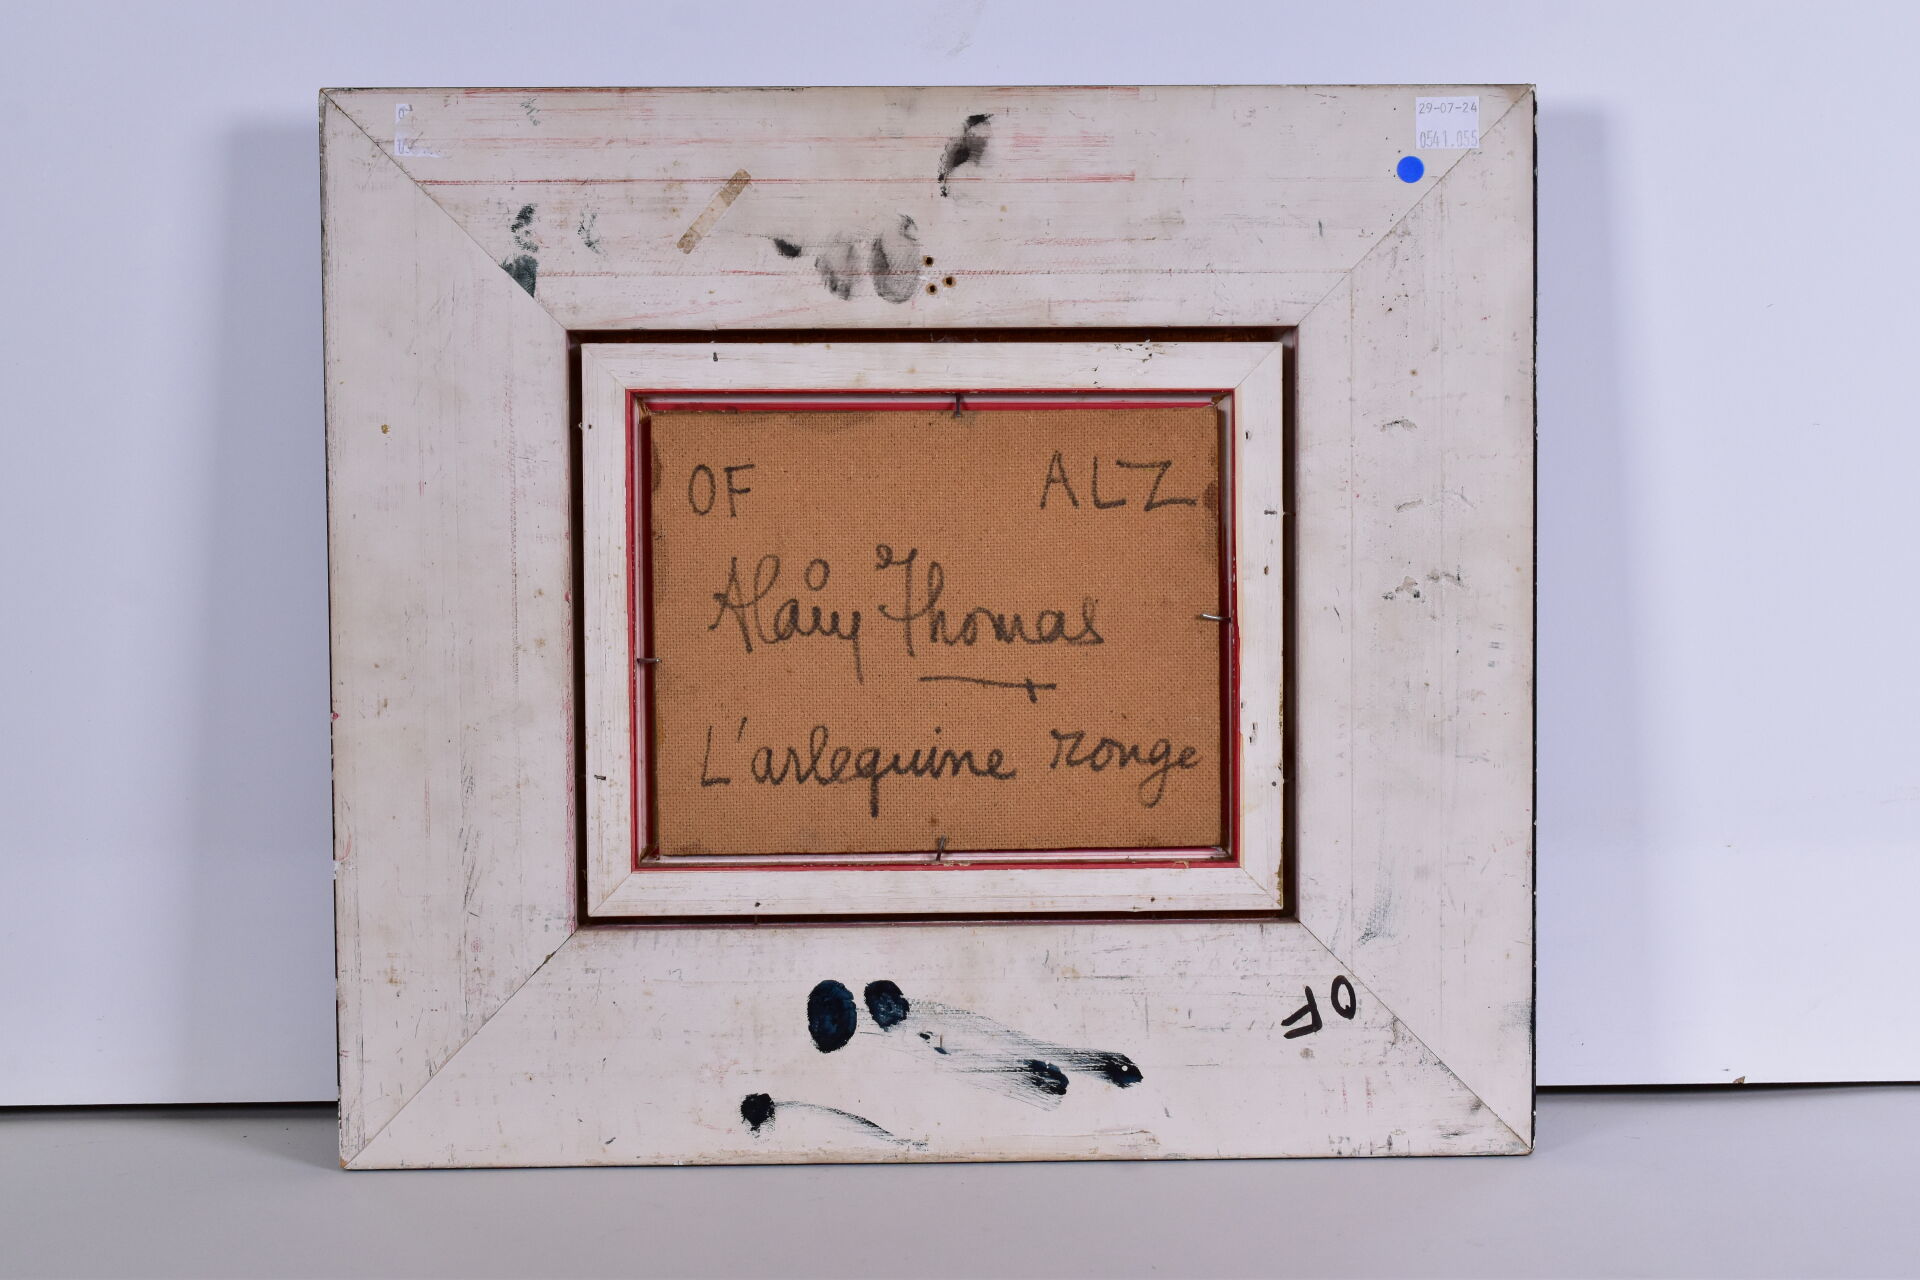 29-07-24
0541.055
OF ALZ
Alain Thomas
L'arlequine rouge
OF